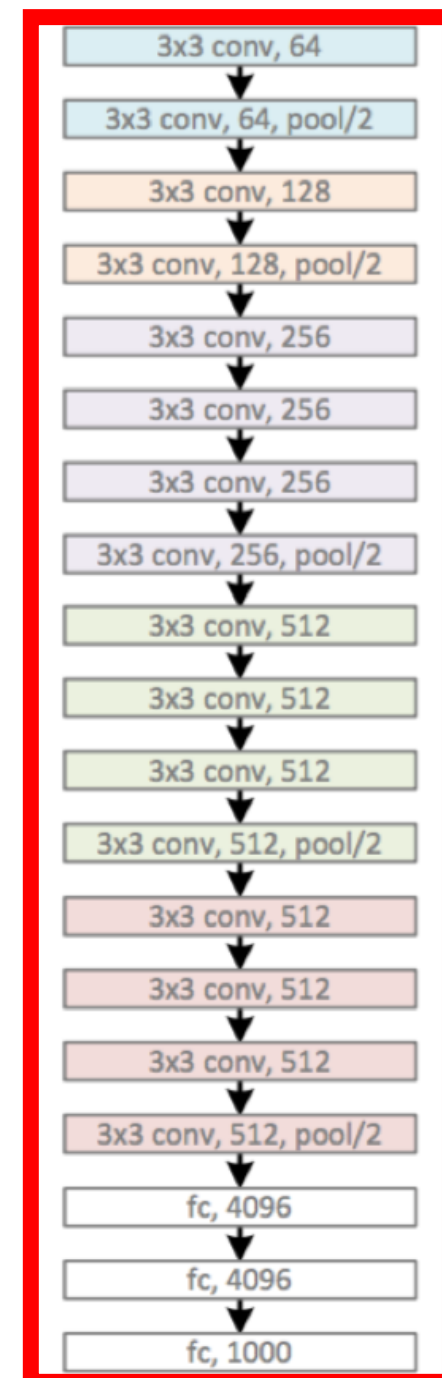 3x3 conv, 64
3x3 conv, 64, pool/2
3x3 conv, 128
3x3 conv, 128, pool/2
3x3 conv, 256
3x3 conv, 256
3x3 conv, 256
3x3 conv, 256, pool/2
3x3 conv, 512
3x3 conv, 512
3x3 conv, 512
3x3 conv, 512, pool/2
3x3 conv, 512
3x3 conv, 512
3x3 conv, 512
3x3 conv, 512, pool/2
fc, 4096
fc, 4096
fc, 1000